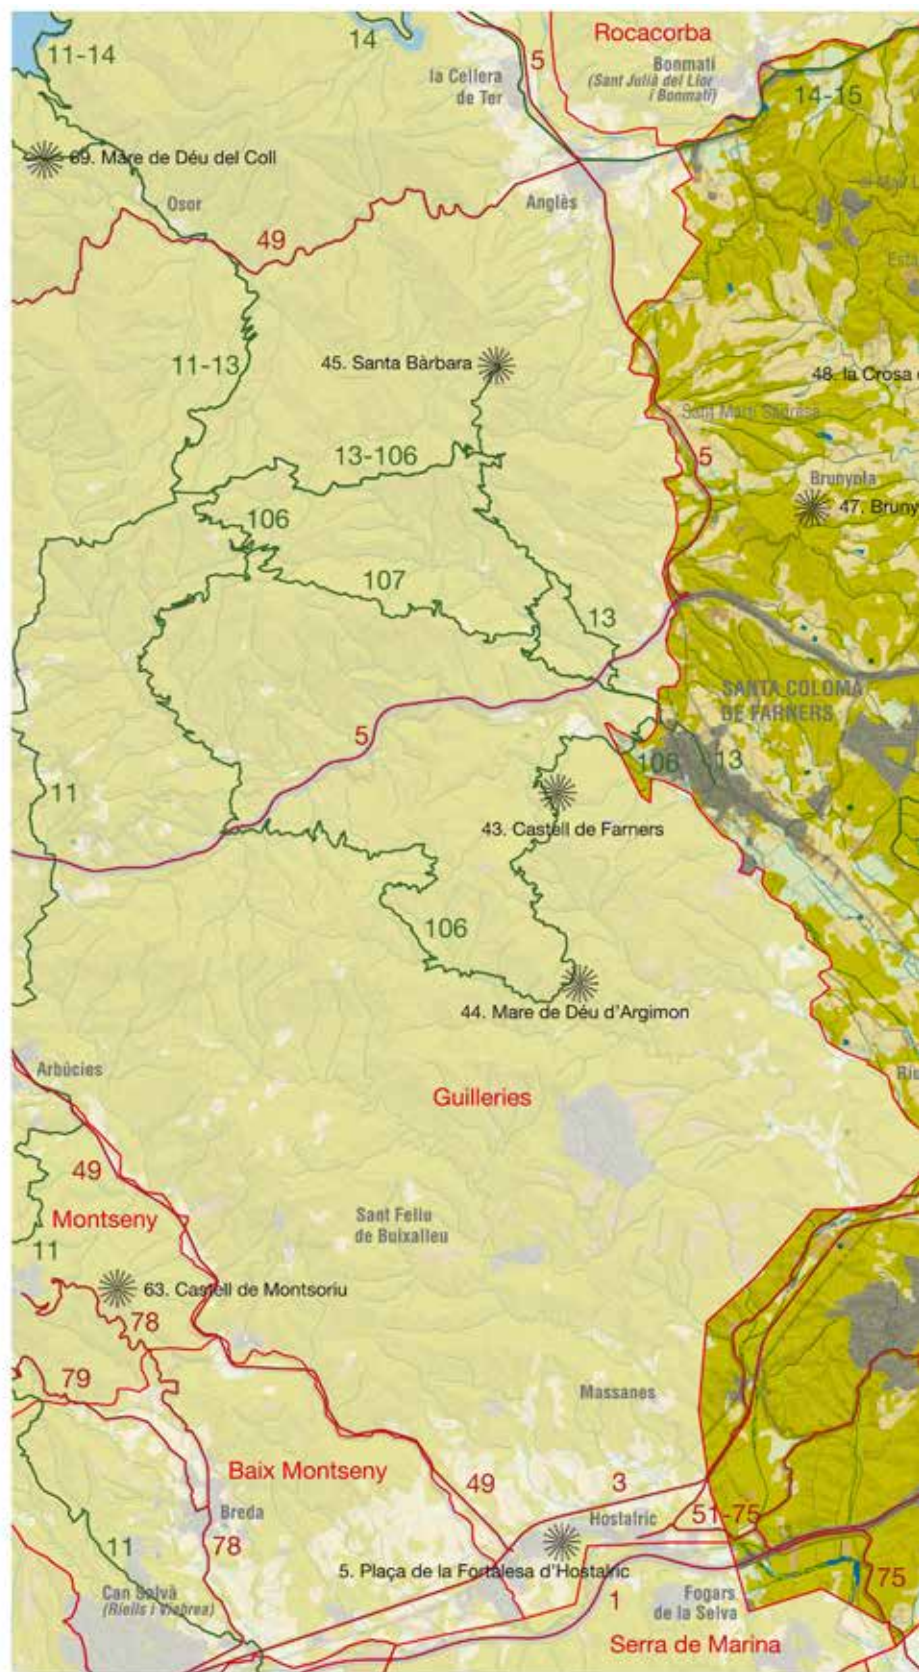 Rocacorba
11-14
14
5
la Cellera
de Ter
Bonmatí
(Sant Julià del Llor
i Bonmatí)
14-15
69. Mare de Déu del Coll
Osor
Anglès
49
11-13
45. Santa Bàrbara
48. la Crosa
Sant Martí Sapresa
13-106
5
Brunyola
47. Bruny
106
107
13
SANTA COLOMA
DE FARNERS
5
106
13
11
43. Castell de Farners
106
44. Mare de Déu d'Argimon
Arbúcies
Guilleries
49
Montseny
Sant Feliu
de Buixalleu
11
63. Castell de Montsoriu
78
79
Massanes
Baix Montseny
49
3
Breda
Hostalric
51-75
11
78
5. Plaça de la Fortalesa d'Hostalric
Can Salvà
(Riells i Viabrea)
1
Fogars
de la Selva
75
Serra de Marina